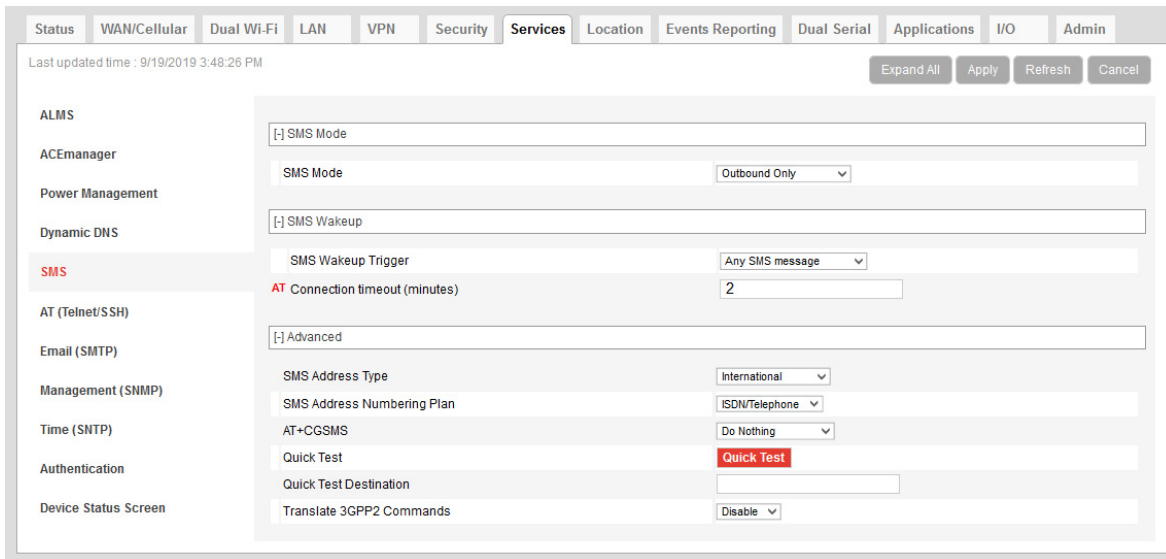 Status WAN/Cellular Dual Wi-Fi LAN VPN Security Services Location Events Reporting Dual Serial Applications I/O Admin
Last updated time : 9/19/2019 3:48:26 PM
Expand All Apply Refresh Cancel
ALMS
ACEmanager
Power Management
Dynamic DNS
SMS
AT (Telnet/SSH)
Email (SMTP)
Management (SNMP)
Time (SNTP)
Authentication
Device Status Screen
[-] SMS Mode
SMS Mode Outbound Only
[-] SMS Wakeup
SMS Wakeup Trigger Any SMS message
AT Connection timeout (minutes) 2
[-] Advanced
SMS Address Type International
SMS Address Numbering Plan ISDN/Telephone
AT+CGSMS Do Nothing
Quick Test Quick Test
Quick Test Destination
Translate 3GPP2 Commands Disable